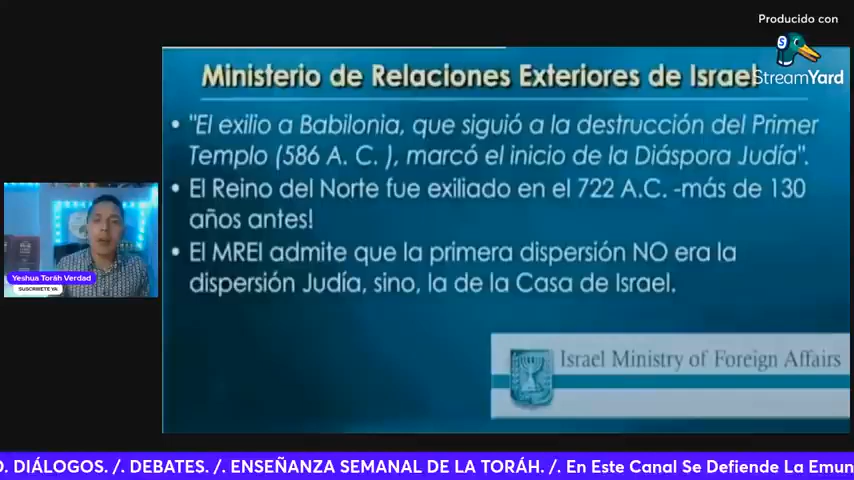 Producido con
StreamYard
Ministerio de Relaciones Exteriores de Israel
• "El exilio a Babilonia, que siguió a la destrucción del Primer
Templo (586 A. C. ), marcó el inicio de la Diáspora Judía".
• El Reino del Norte fue exiliado en el 722 A.C. -más de 130
años antes!
• El MREI admite que la primera dispersión NO era la
dispersión Judía, sino, la de la Casa de Israel.
Israel Ministry of Foreign Affairs
Yeshua Toráh Verdad
SUSCRIBETE YA
O. DIÁLOGOS. /. DEBATES. /. ENSEÑANZA SEMANAL DE LA TORÁH. /. En Este Canal Se Defiende La Emun